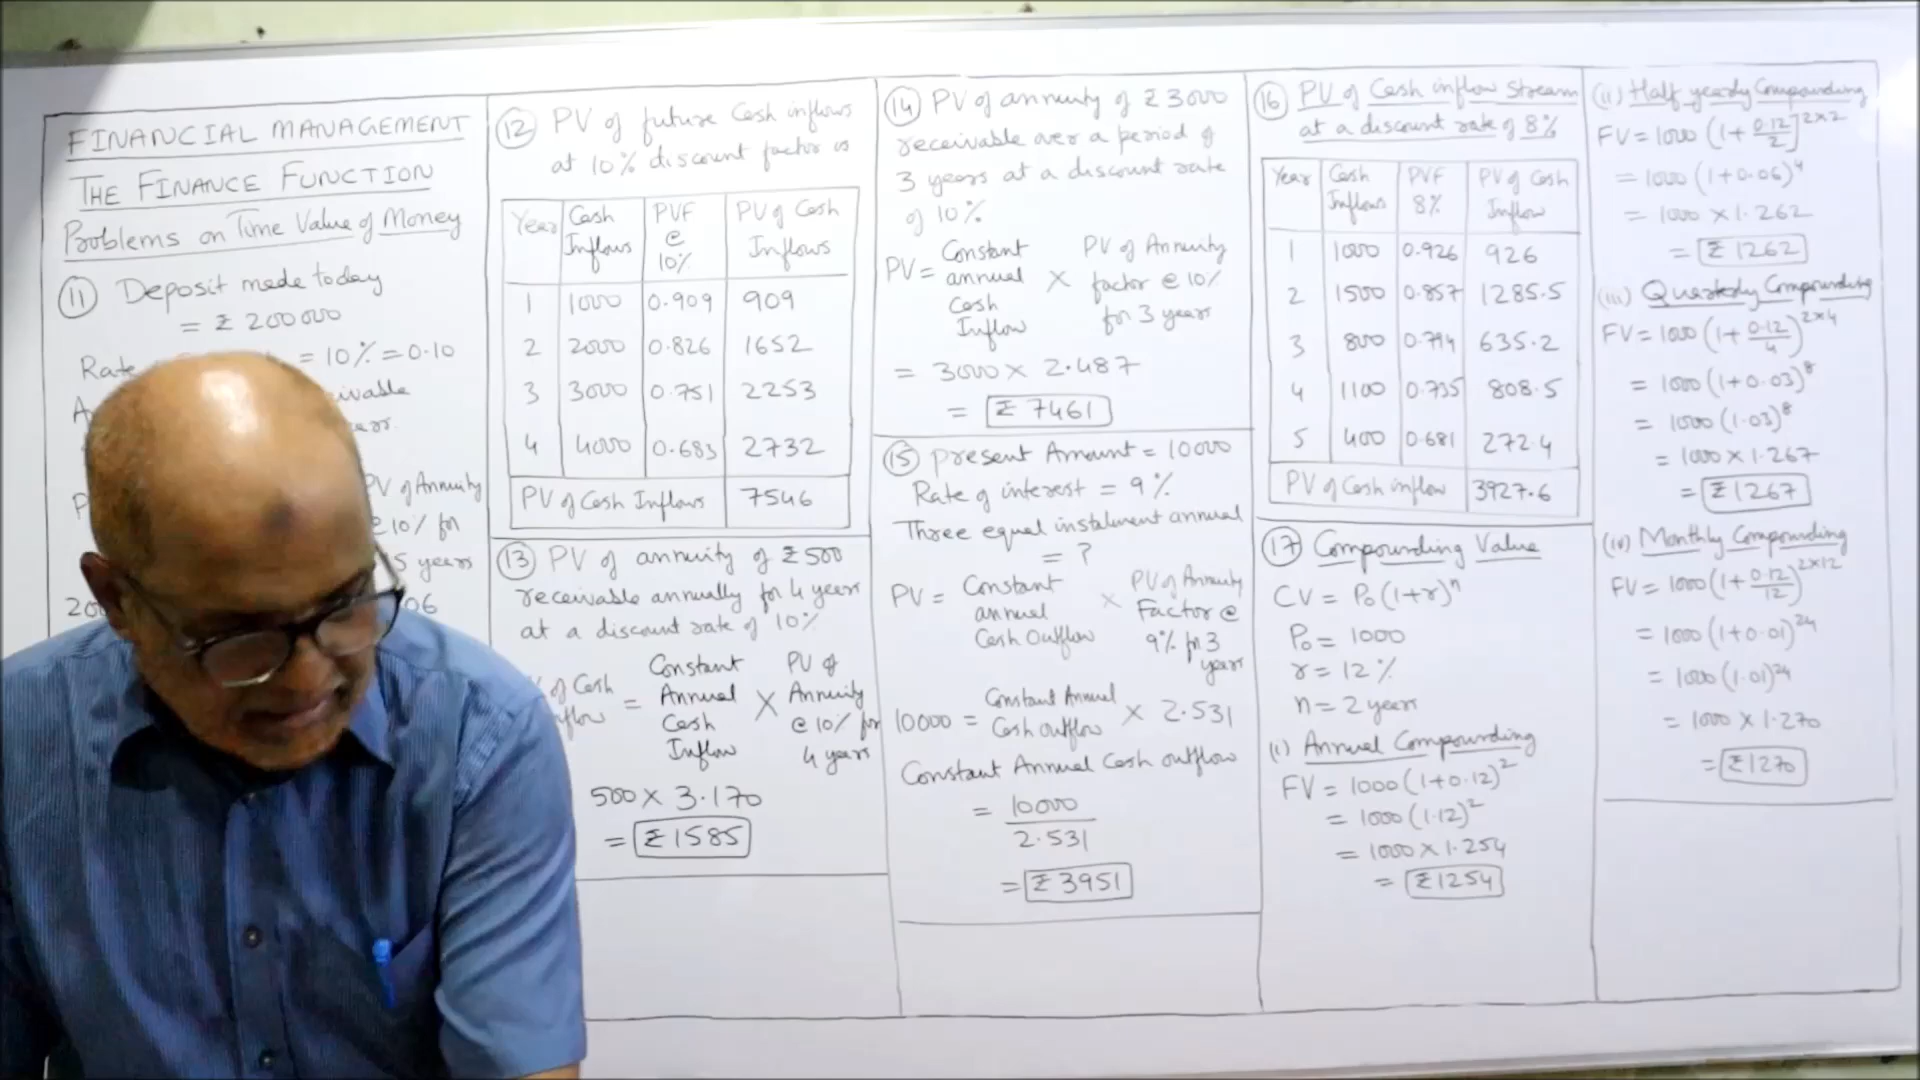 FINANCIAL MANAGEMENT
THE FINANCE FUNCTION
Problems on Time Value of Money
(11) Deposit made today
= ₹ 200000
Rate = 10% = 0.10
PV of Annuity
@ 10% for
5 years
(12) PV of future Cash inflows
at 10% discount factor is
Year Cash Inflows PVF @ 10% PV of Cash Inflows
1 1000 0.909 909
2 2000 0.826 1652
3 3000 0.751 2253
4 4000 0.683 2732
PV of Cash Inflows 7546
(13) PV of annuity of ₹ 500
receivable annually for 4 years
at a discount rate of 10%
of Cash = Constant Annual Cash Inflow × PV of Annuity @ 10% for 4 years
500 × 3.170
= ₹ 1585
(14) PV of annuity of ₹ 3000
receivable over a period of
3 years at a discount rate
of 10%
PV = Constant annual Cash Inflow × PV of Annuity factor @ 10% for 3 years
= 3000 × 2.487
= ₹ 7461
(15) Present Amount = 10000
Rate of interest = 9%
Three equal instalment annual
= ?
PV = Constant annual Cash Outflow × PV of Annuity Factor @ 9% for 3 years
10000 = Constant Annual Cash outflow × 2.531
Constant Annual Cash outflow
= 10000 / 2.531
= ₹ 3951
(16) PV of Cash inflow Stream
at a discount rate of 8%
Year Cash Inflows PVF 8% PV of Cash Inflow
1 1000 0.926 926
2 1500 0.857 1285.5
3 800 0.794 635.2
4 1100 0.735 808.5
5 400 0.681 272.4
PV of Cash inflow 3927.6
(17) Compounding Value
CV = P₀(1+r)ⁿ
P₀ = 1000
r = 12%
n = 2 years
(i) Annual Compounding
FV = 1000 (1+0.12)²
= 1000 (1.12)²
= 1000 × 1.254
= ₹1254
(ii) Half yearly Compounding
FV = 1000 (1 + 0.12/2)^2×2
= 1000 (1+0.06)⁴
= 1000 × 1.262
= ₹1262
(iii) Quarterly Compounding
FV = 1000 (1 + 0.12/4)^2×4
= 1000 (1+0.03)⁸
= 1000 (1.03)⁸
= 1000 × 1.267
= ₹1267
(iv) Monthly Compounding
FV = 1000 (1 + 0.12/12)^2×12
= 1000 (1+0.01)²⁴
= 1000 (1.01)²⁴
= 1000 × 1.270
= ₹1270